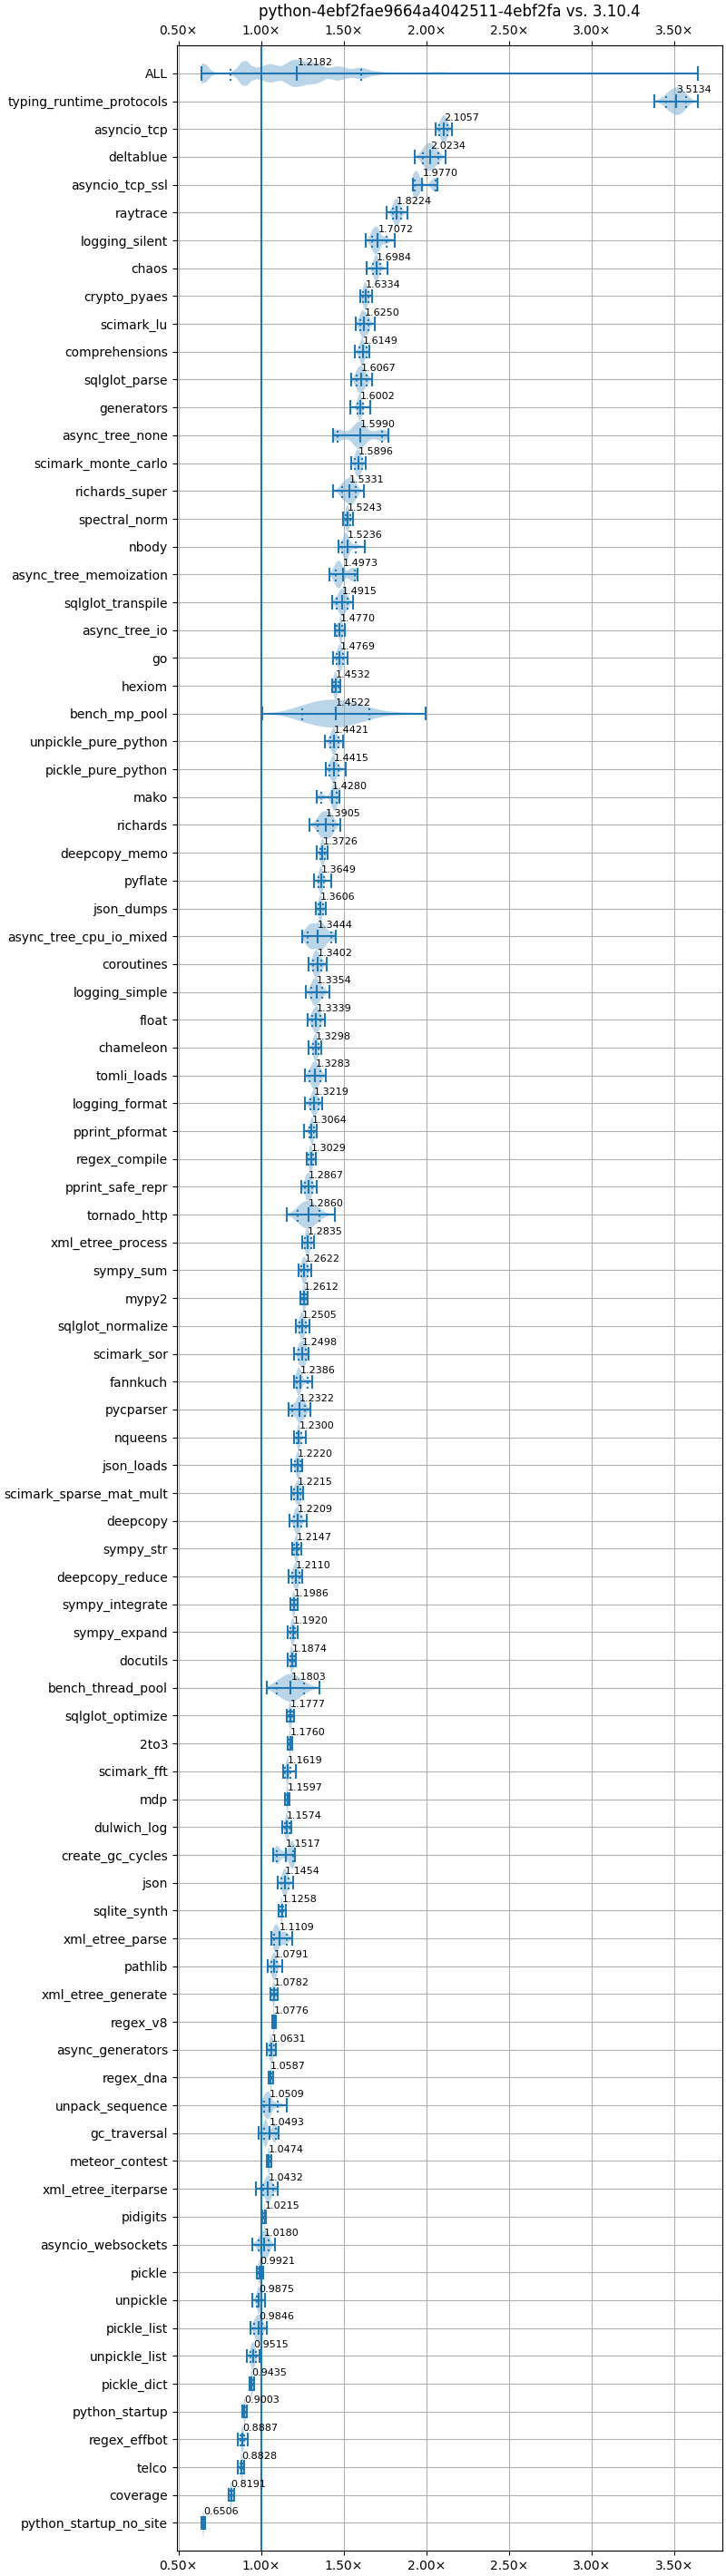 python-4ebf2fae9664a4042511-4ebf2fa vs. 3.10.4
0.50× 1.00× 1.50× 2.00× 2.50× 3.00× 3.50×
ALL 1.2182
typing_runtime_protocols 3.5134
asyncio_tcp 2.1057
deltablue 2.0234
asyncio_tcp_ssl 1.9770
raytrace 1.8224
logging_silent 1.7072
chaos 1.6984
crypto_pyaes 1.6334
scimark_lu 1.6250
comprehensions 1.6149
sqlglot_parse 1.6067
generators 1.6002
async_tree_none 1.5990
scimark_monte_carlo 1.5896
richards_super 1.5331
spectral_norm 1.5243
nbody 1.5236
async_tree_memoization 1.4973
sqlglot_transpile 1.4915
async_tree_io 1.4770
go 1.4769
hexiom 1.4532
bench_mp_pool 1.4522
unpickle_pure_python 1.4421
pickle_pure_python 1.4415
mako 1.4280
richards 1.3905
deepcopy_memo 1.3726
pyflate 1.3649
json_dumps 1.3606
async_tree_cpu_io_mixed 1.3444
coroutines 1.3402
logging_simple 1.3354
float 1.3339
chameleon 1.3298
tomli_loads 1.3283
logging_format 1.3219
pprint_pformat 1.3064
regex_compile 1.3029
pprint_safe_repr 1.2867
tornado_http 1.2860
xml_etree_process 1.2835
sympy_sum 1.2622
mypy2 1.2612
sqlglot_normalize 1.2505
scimark_sor 1.2498
fannkuch 1.2386
pycparser 1.2322
nqueens 1.2300
json_loads 1.2220
scimark_sparse_mat_mult 1.2215
deepcopy 1.2209
sympy_str 1.2147
deepcopy_reduce 1.2110
sympy_integrate 1.1986
sympy_expand 1.1920
docutils 1.1874
bench_thread_pool 1.1803
sqlglot_optimize 1.1777
2to3 1.1760
scimark_fft 1.1619
mdp 1.1597
dulwich_log 1.1574
create_gc_cycles 1.1517
json 1.1454
sqlite_synth 1.1258
xml_etree_parse 1.1109
pathlib 1.0791
xml_etree_generate 1.0782
regex_v8 1.0776
async_generators 1.0631
regex_dna 1.0587
unpack_sequence 1.0509
gc_traversal 1.0493
meteor_contest 1.0474
xml_etree_iterparse 1.0432
pidigits 1.0215
asyncio_websockets 1.0180
pickle 0.9921
unpickle 0.9875
pickle_list 0.9846
unpickle_list 0.9515
pickle_dict 0.9435
python_startup 0.9003
regex_effbot 0.8887
telco 0.8828
coverage 0.8191
python_startup_no_site 0.6506
0.50× 1.00× 1.50× 2.00× 2.50× 3.00× 3.50×